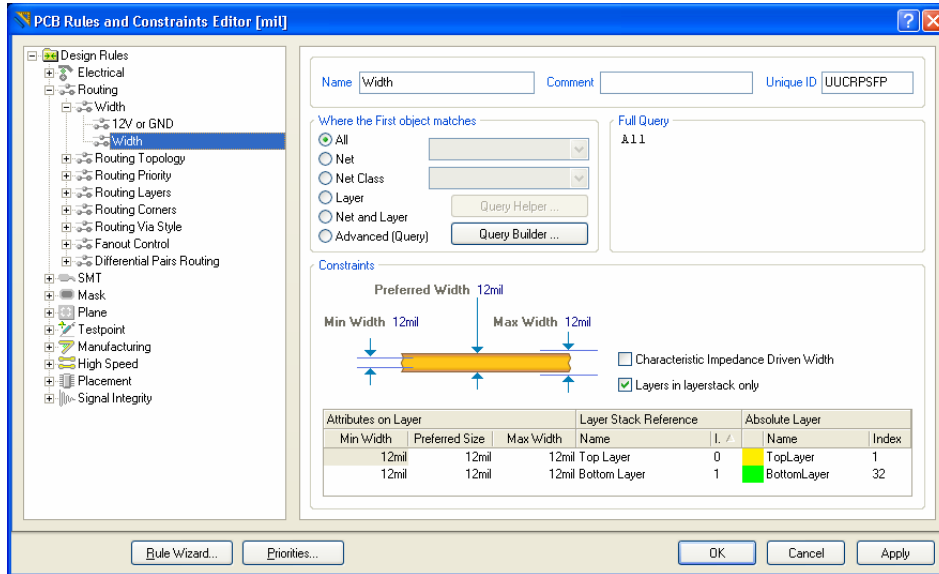 PCB Rules and Constraints Editor [mil]
Design Rules
Electrical
Routing
Width
12V or GND
Width
Routing Topology
Routing Priority
Routing Layers
Routing Corners
Routing Via Style
Fanout Control
Differential Pairs Routing
SMT
Mask
Plane
Testpoint
Manufacturing
High Speed
Placement
Signal Integrity
Name Width Comment Unique ID UUCRPSFP
Where the First object matches
All
Net
Net Class
Layer
Net and Layer
Advanced (Query)
Query Helper ...
Query Builder ...
Full Query
All
Constraints
Preferred Width 12mil
Min Width 12mil Max Width 12mil
Characteristic Impedance Driven Width
Layers in layerstack only
Attributes on Layer Layer Stack Reference Absolute Layer
Min Width Preferred Size Max Width Name I. Name Index
12mil 12mil 12mil Top Layer 0 TopLayer 1
12mil 12mil 12mil Bottom Layer 1 BottomLayer 32
Rule Wizard... Priorities... OK Cancel Apply